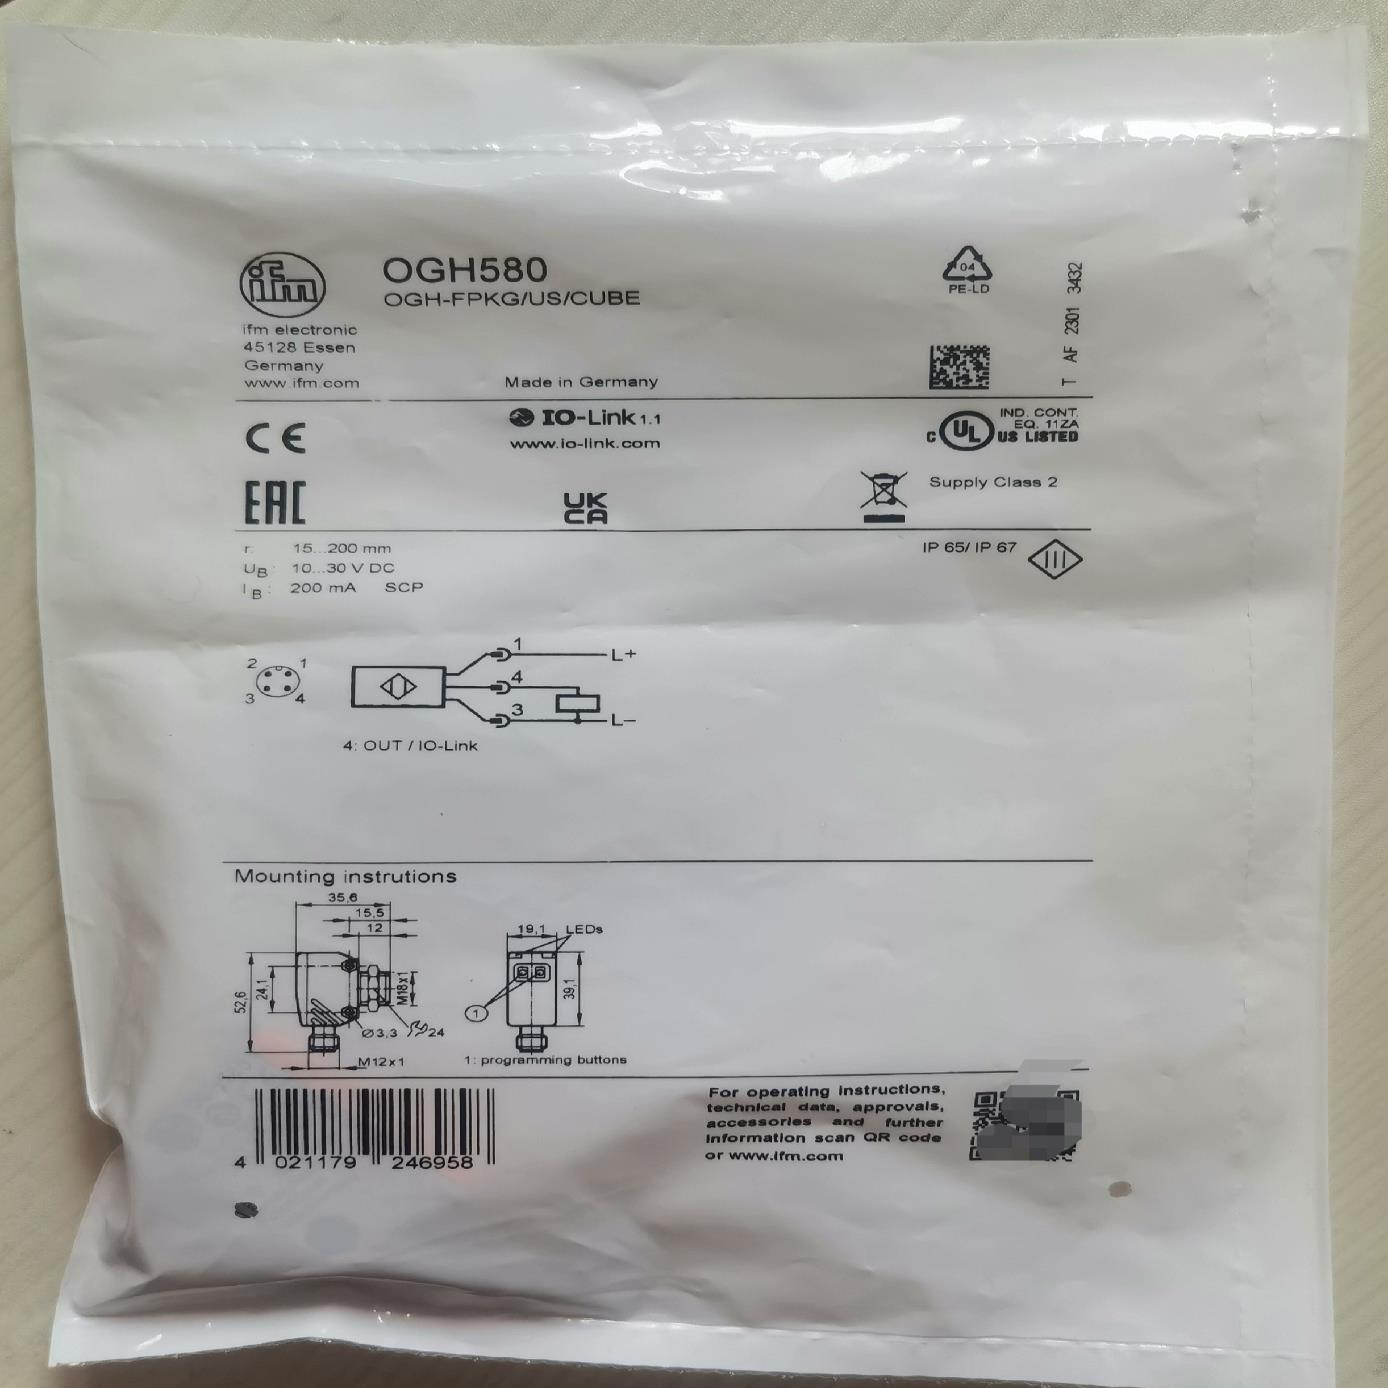 ifm
OGH580
OGH-FPKG/US/CUBE
04
PE-LD
T AF 2301 3432
ifm electronic
45128 Essen
Germany
www.ifm.com
Made in Germany
CE
IO-Link 1.1
www.io-link.com
C UL US LISTED
IND. CONT.
EQ. 11ZA
EAC
UK
CA
Supply Class 2
r: 15...200 mm
UB: 10...30 V DC
IB: 200 mA SCP
IP 65/ IP 67
III
2 1
3 4
1 L+
4
3 L−
4: OUT / IO-Link
Mounting instrutions
35,6
15,5
12
52,6
24,1
M18x1
Ø3,3
24
M12x1
19,1
LEDs
39,1
1
1: programming buttons
4 021179 246958
For operating instructions,
technical data, approvals,
accessories and further
information scan QR code
or www.ifm.com